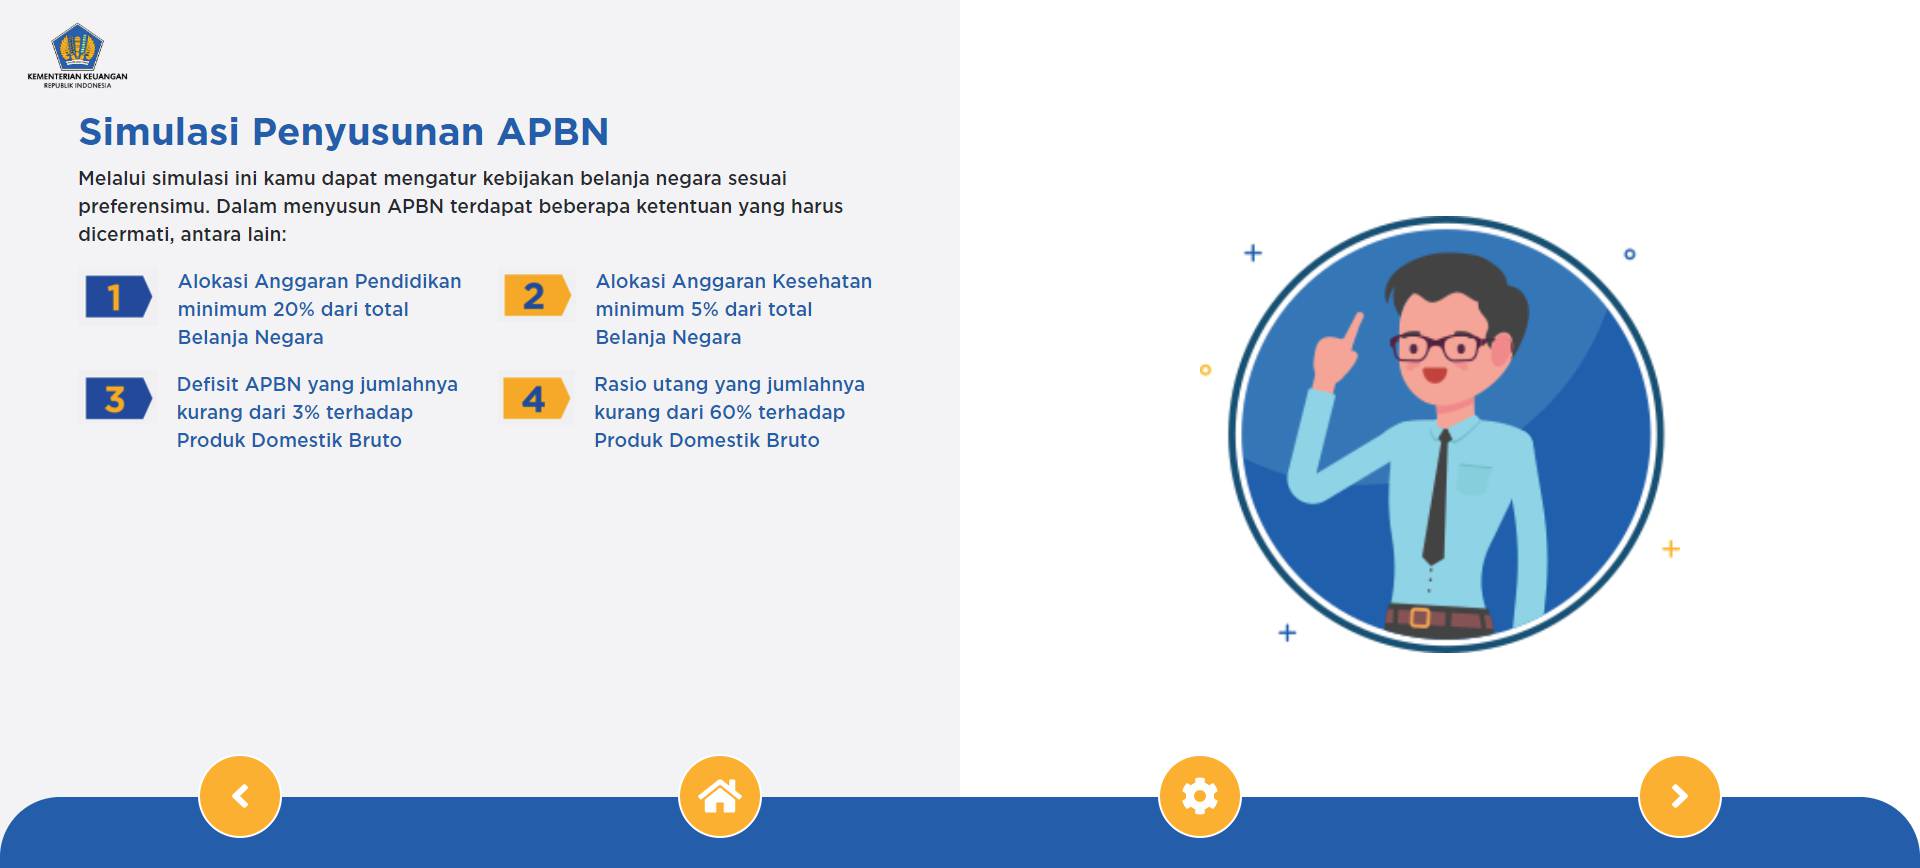 KEMENTERIAN KEUANGAN
REPUBLIK INDONESIA
Simulasi Penyusunan APBN
Melalui simulasi ini kamu dapat mengatur kebijakan belanja negara sesuai
preferensimu. Dalam menyusun APBN terdapat beberapa ketentuan yang harus
dicermati, antara lain:
1
Alokasi Anggaran Pendidikan
minimum 20% dari total
Belanja Negara
2
Alokasi Anggaran Kesehatan
minimum 5% dari total
Belanja Negara
3
Defisit APBN yang jumlahnya
kurang dari 3% terhadap
Produk Domestik Bruto
4
Rasio utang yang jumlahnya
kurang dari 60% terhadap
Produk Domestik Bruto